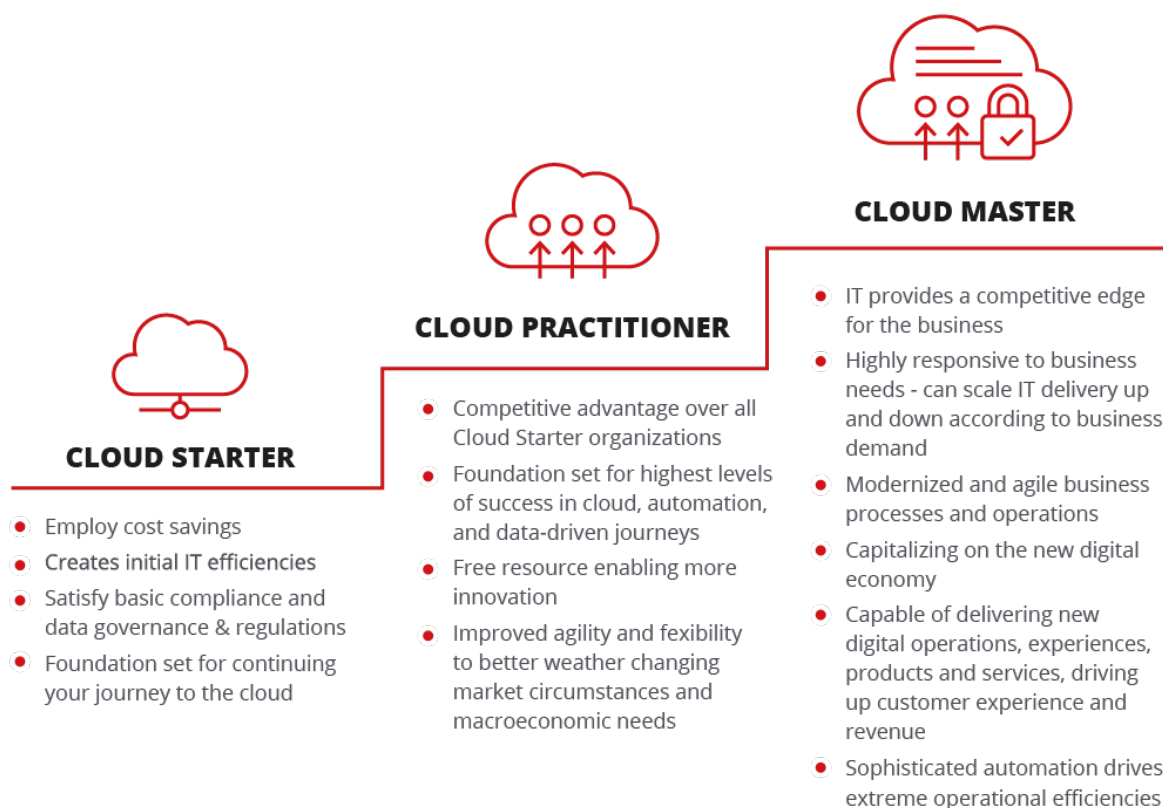 CLOUD STARTER
Employ cost savings
Creates initial IT efficiencies
Satisfy basic compliance and
data governance & regulations
Foundation set for continuing
your journey to the cloud
CLOUD PRACTITIONER
Competitive advantage over all
Cloud Starter organizations
Foundation set for highest levels
of success in cloud, automation,
and data-driven journeys
Free resource enabling more
innovation
Improved agility and fexibility
to better weather changing
market circumstances and
macroeconomic needs
CLOUD MASTER
IT provides a competitive edge
for the business
Highly responsive to business
needs - can scale IT delivery up
and down according to business
demand
Modernized and agile business
processes and operations
Capitalizing on the new digital
economy
Capable of delivering new
digital operations, experiences,
products and services, driving
up customer experience and
revenue
Sophisticated automation drives
extreme operational efficiencies